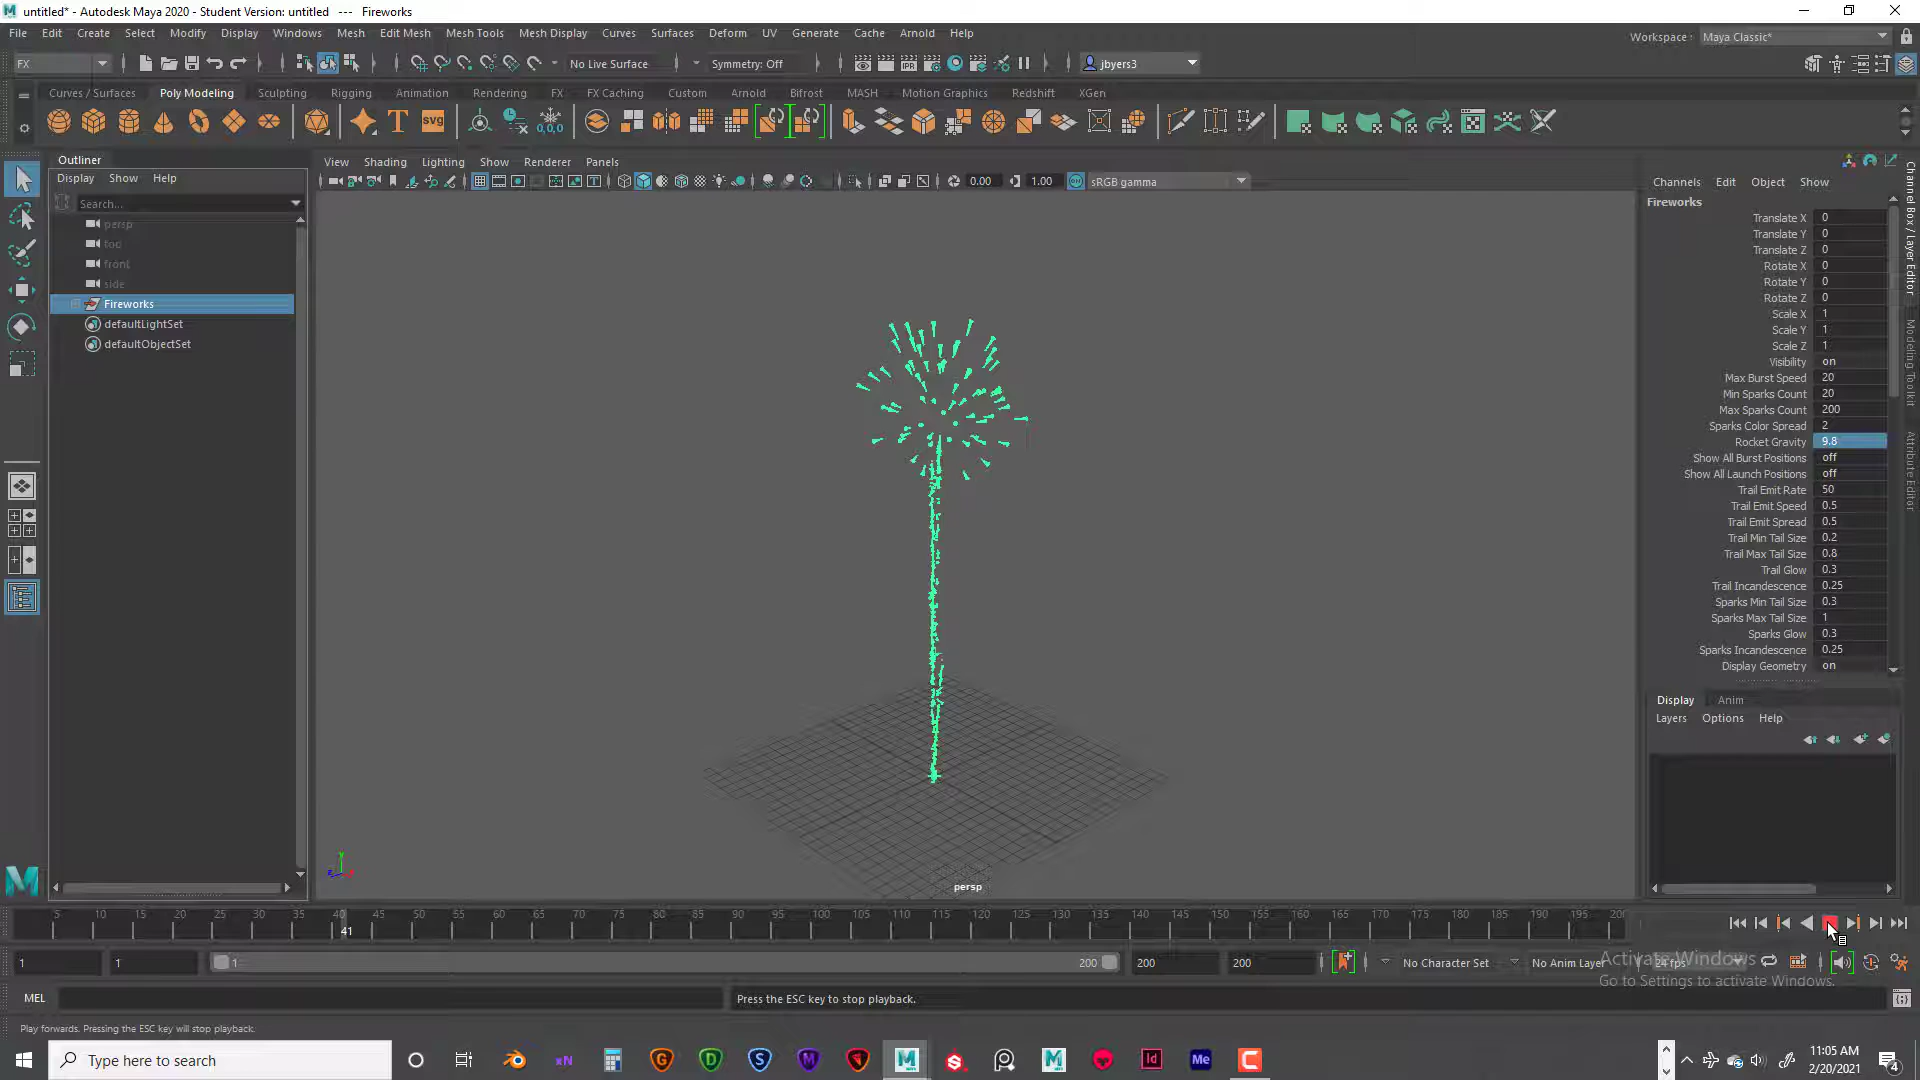 untitled* - Autodesk Maya 2020 - Student Version: untitled --- Fireworks
File Edit Create Select Modify Display Windows Mesh Edit Mesh Mesh Tools Mesh Display Curves Surfaces Deform UV Generate Cache Arnold Help
Workspace : Maya Classic*
FX No Live Surface Symmetry: Off jbyers3
Curves / Surfaces Poly Modeling Sculpting Rigging Animation Rendering FX FX Caching Custom Arnold Bifrost MASH Motion Graphics Redshift XGen
T svg 0,0,0
Outliner
Display Show Help
Search...
persp
top
front
side
Fireworks
defaultLightSet
defaultObjectSet
View Shading Lighting Show Renderer Panels
0.00 1.00 sRGB gamma
persp
Channels Edit Object Show
Fireworks
Translate X 0
Translate Y 0
Translate Z 0
Rotate X 0
Rotate Y 0
Rotate Z 0
Scale X 1
Scale Y 1
Scale Z 1
Visibility on
Max Burst Speed 20
Min Sparks Count 20
Max Sparks Count 200
Sparks Color Spread 2
Rocket Gravity 9.8
Show All Burst Positions off
Show All Launch Positions off
Trail Emit Rate 50
Trail Emit Speed 0.5
Trail Emit Spread 0.5
Trail Min Tail Size 0.2
Trail Max Tail Size 0.8
Trail Glow 0.3
Trail Incandescence 0.25
Sparks Min Tail Size 0.3
Sparks Max Tail Size 1
Sparks Glow 0.3
Sparks Incandescence 0.25
Display Geometry on
Channel Box / Layer Editor
Modeling Toolkit
Attribute Editor
Display Anim
Layers Options Help
5 10 15 20 25 30 35 40 45 50 55 60 65 70 75 80 85 90 95 100 105 110 115 120 125 130 135 140 145 150 155 160 165 170 175 180 185 190 195 200
41
1 1 1 200 200 200 No Character Set No Anim Layer 24 fps
Activate Windows
Go to Settings to activate Windows.
MEL Press the ESC key to stop playback.
Play forwards. Pressing the ESC key will stop playback.
Type here to search
xN G D S M Id Me C
11:05 AM
2/20/2021
4